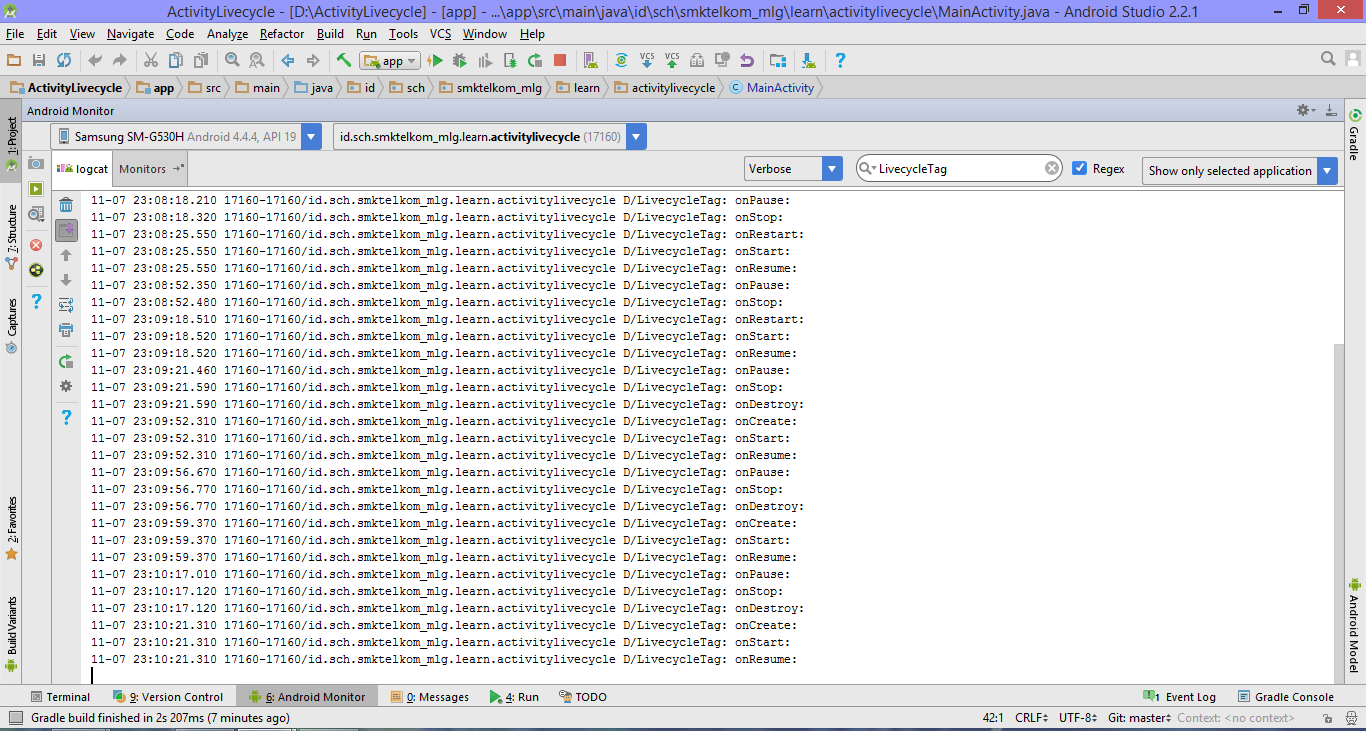 ActivityLivecycle - [D:\ActivityLivecycle] - [app] - ...\app\src\main\java\id\sch\smktelkom_mlg\learn\activitylivecycle\MainActivity.java - Android Studio 2.2.1
File Edit View Navigate Code Analyze Refactor Build Run Tools VCS Window Help
app VCS VCS
ActivityLivecycle app src main java id sch smktelkom_mlg learn activitylivecycle MainActivity
Android Monitor
Samsung SM-G530H Android 4.4.4, API 19 id.sch.smktelkom_mlg.learn.activitylivecycle (17160)
logcat Monitors Verbose LivecycleTag Regex Show only selected application
11-07 23:08:18.210 17160-17160/id.sch.smktelkom_mlg.learn.activitylivecycle D/LivecycleTag: onPause:
11-07 23:08:18.320 17160-17160/id.sch.smktelkom_mlg.learn.activitylivecycle D/LivecycleTag: onStop:
11-07 23:08:25.550 17160-17160/id.sch.smktelkom_mlg.learn.activitylivecycle D/LivecycleTag: onRestart:
11-07 23:08:25.550 17160-17160/id.sch.smktelkom_mlg.learn.activitylivecycle D/LivecycleTag: onStart:
11-07 23:08:25.550 17160-17160/id.sch.smktelkom_mlg.learn.activitylivecycle D/LivecycleTag: onResume:
11-07 23:08:52.350 17160-17160/id.sch.smktelkom_mlg.learn.activitylivecycle D/LivecycleTag: onPause:
11-07 23:08:52.480 17160-17160/id.sch.smktelkom_mlg.learn.activitylivecycle D/LivecycleTag: onStop:
11-07 23:09:18.510 17160-17160/id.sch.smktelkom_mlg.learn.activitylivecycle D/LivecycleTag: onRestart:
11-07 23:09:18.520 17160-17160/id.sch.smktelkom_mlg.learn.activitylivecycle D/LivecycleTag: onStart:
11-07 23:09:18.520 17160-17160/id.sch.smktelkom_mlg.learn.activitylivecycle D/LivecycleTag: onResume:
11-07 23:09:21.460 17160-17160/id.sch.smktelkom_mlg.learn.activitylivecycle D/LivecycleTag: onPause:
11-07 23:09:21.590 17160-17160/id.sch.smktelkom_mlg.learn.activitylivecycle D/LivecycleTag: onStop:
11-07 23:09:21.590 17160-17160/id.sch.smktelkom_mlg.learn.activitylivecycle D/LivecycleTag: onDestroy:
11-07 23:09:52.310 17160-17160/id.sch.smktelkom_mlg.learn.activitylivecycle D/LivecycleTag: onCreate:
11-07 23:09:52.310 17160-17160/id.sch.smktelkom_mlg.learn.activitylivecycle D/LivecycleTag: onStart:
11-07 23:09:52.310 17160-17160/id.sch.smktelkom_mlg.learn.activitylivecycle D/LivecycleTag: onResume:
11-07 23:09:56.670 17160-17160/id.sch.smktelkom_mlg.learn.activitylivecycle D/LivecycleTag: onPause:
11-07 23:09:56.770 17160-17160/id.sch.smktelkom_mlg.learn.activitylivecycle D/LivecycleTag: onStop:
11-07 23:09:56.770 17160-17160/id.sch.smktelkom_mlg.learn.activitylivecycle D/LivecycleTag: onDestroy:
11-07 23:09:59.370 17160-17160/id.sch.smktelkom_mlg.learn.activitylivecycle D/LivecycleTag: onCreate:
11-07 23:09:59.370 17160-17160/id.sch.smktelkom_mlg.learn.activitylivecycle D/LivecycleTag: onStart:
11-07 23:09:59.370 17160-17160/id.sch.smktelkom_mlg.learn.activitylivecycle D/LivecycleTag: onResume:
11-07 23:10:17.010 17160-17160/id.sch.smktelkom_mlg.learn.activitylivecycle D/LivecycleTag: onPause:
11-07 23:10:17.120 17160-17160/id.sch.smktelkom_mlg.learn.activitylivecycle D/LivecycleTag: onStop:
11-07 23:10:17.120 17160-17160/id.sch.smktelkom_mlg.learn.activitylivecycle D/LivecycleTag: onDestroy:
11-07 23:10:21.310 17160-17160/id.sch.smktelkom_mlg.learn.activitylivecycle D/LivecycleTag: onCreate:
11-07 23:10:21.310 17160-17160/id.sch.smktelkom_mlg.learn.activitylivecycle D/LivecycleTag: onStart:
11-07 23:10:21.310 17160-17160/id.sch.smktelkom_mlg.learn.activitylivecycle D/LivecycleTag: onResume:
1: Project
7: Structure
Captures
2: Favorites
Build Variants
Gradle
Android Model
Terminal 9: Version Control 6: Android Monitor 0: Messages 4: Run TODO 1 Event Log Gradle Console
Gradle build finished in 2s 207ms (7 minutes ago) 42:1 CRLF UTF-8 Git: master Context: <no context>